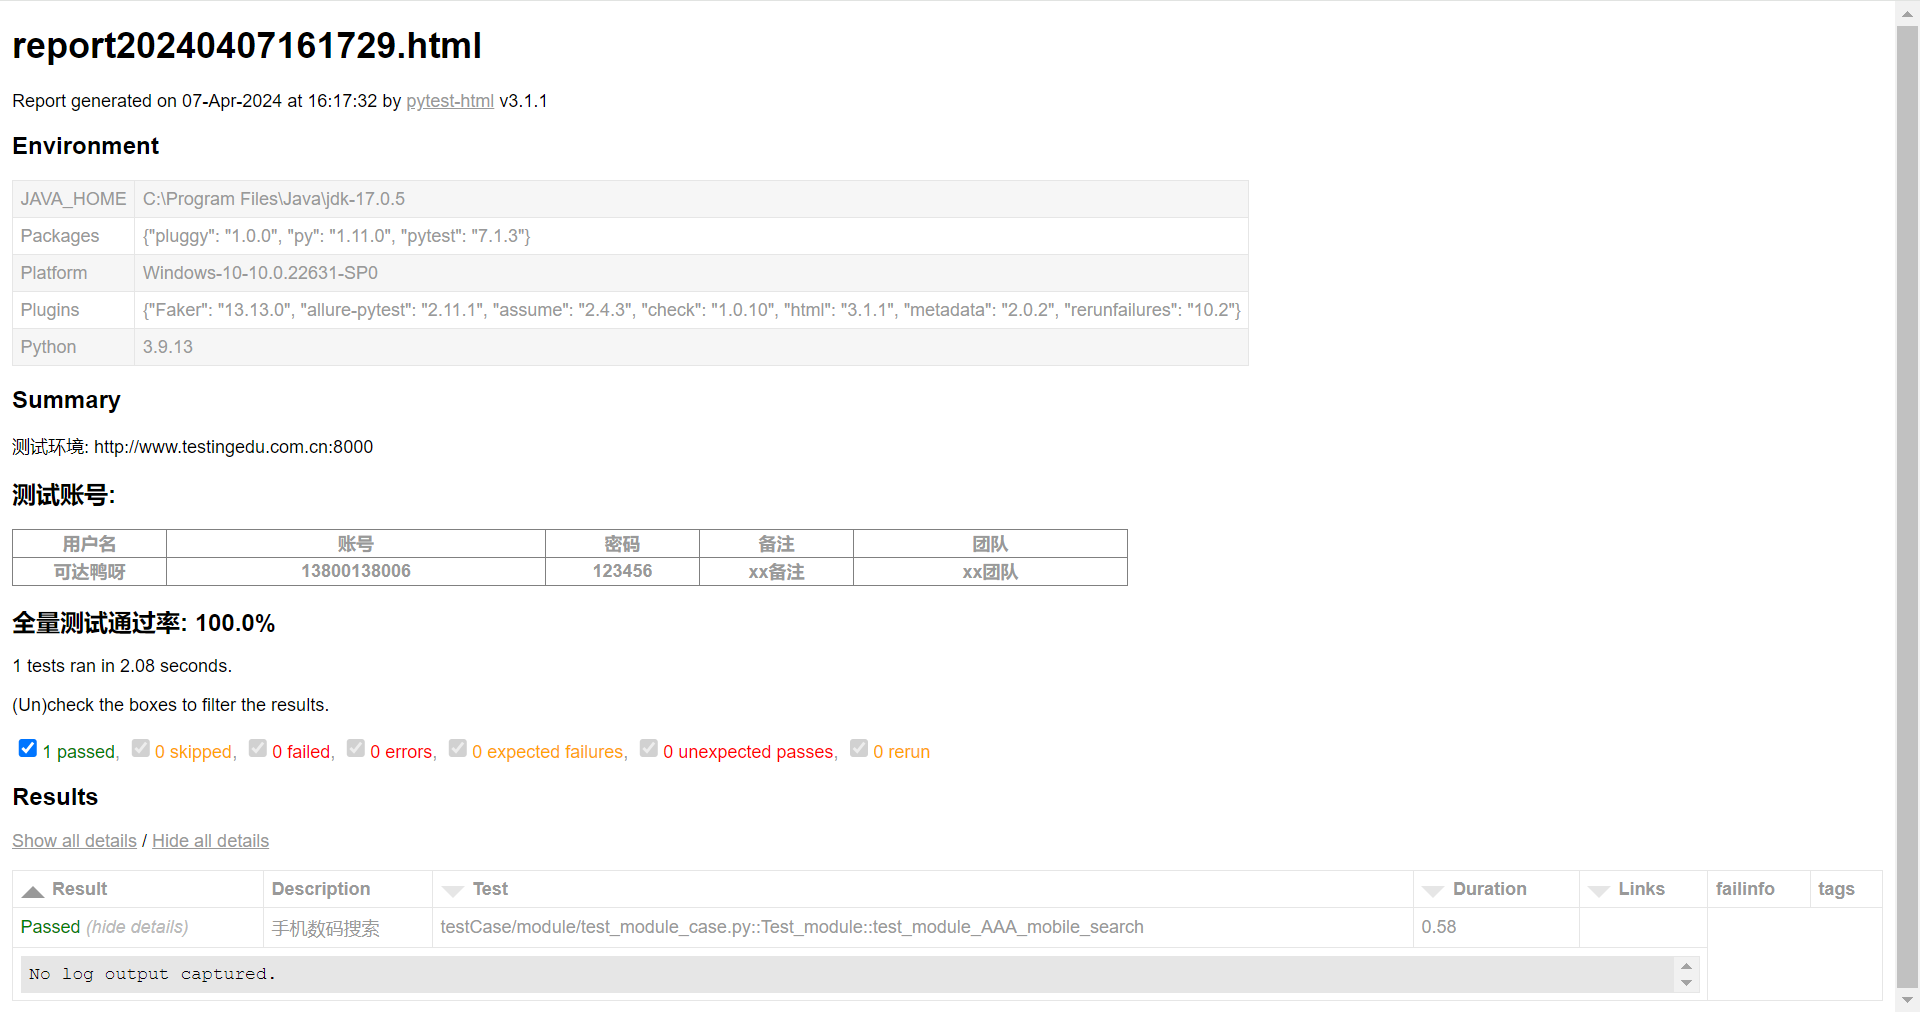 report20240407161729.html
Report generated on 07-Apr-2024 at 16:17:32 by pytest-html v3.1.1
Environment
JAVA_HOME C:\Program Files\Java\jdk-17.0.5
Packages {"pluggy": "1.0.0", "py": "1.11.0", "pytest": "7.1.3"}
Platform Windows-10-10.0.22631-SP0
Plugins {"Faker": "13.13.0", "allure-pytest": "2.11.1", "assume": "2.4.3", "check": "1.0.10", "html": "3.1.1", "metadata": "2.0.2", "rerunfailures": "10.2"}
Python 3.9.13
Summary
测试环境: http://www.testingedu.com.cn:8000
测试账号:
用户名 账号 密码 备注 团队
可达鸭呀 13800138006 123456 xx备注 xx团队
全量测试通过率: 100.0%
1 tests ran in 2.08 seconds.
(Un)check the boxes to filter the results.
1 passed, 0 skipped, 0 failed, 0 errors, 0 expected failures, 0 unexpected passes, 0 rerun
Results
Show all details / Hide all details
Result Description Test Duration Links failinfo tags
Passed (hide details) 手机数码搜索 testCase/module/test_module_case.py::Test_module::test_module_AAA_mobile_search 0.58
No log output captured.